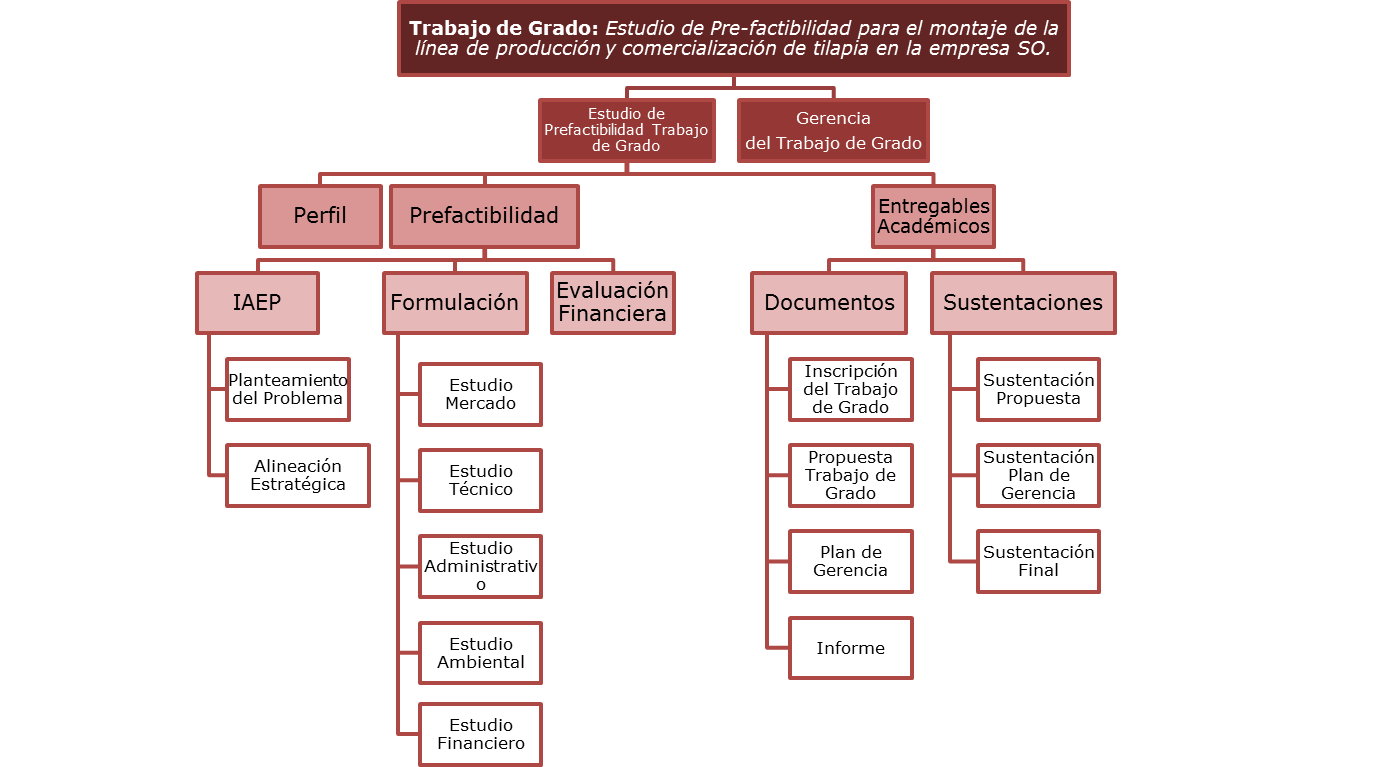 Trabajo de Grado: Estudio de Pre-factibilidad para el montaje de la
línea de producción y comercialización de tilapia en la empresa SO.
Estudio de
Prefactibilidad Trabajo
de Grado
Gerencia
del Trabajo de Grado
Perfil
Prefactibilidad
Entregables
Académicos
IAEP
Formulación
Evaluación
Financiera
Documentos
Sustentaciones
Planteamiento
del Problema
Alineación
Estratégica
Estudio
Mercado
Estudio
Técnico
Estudio
Administrativ
o
Estudio
Ambiental
Estudio
Financiero
Inscripción
del Trabajo
de Grado
Propuesta
Trabajo de
Grado
Plan de
Gerencia
Informe
Sustentación
Propuesta
Sustentación
Plan de
Gerencia
Sustentación
Final